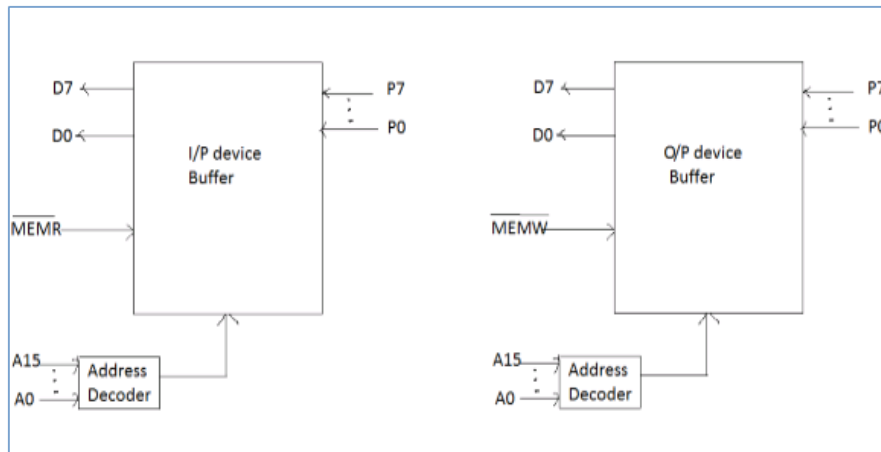 D7
P7
D0
P0
I/P device
Buffer
MEMR
A15
Address
Decoder
A0
D7
P7
D0
P0
O/P device
Buffer
MEMW
A15
Address
Decoder
A0